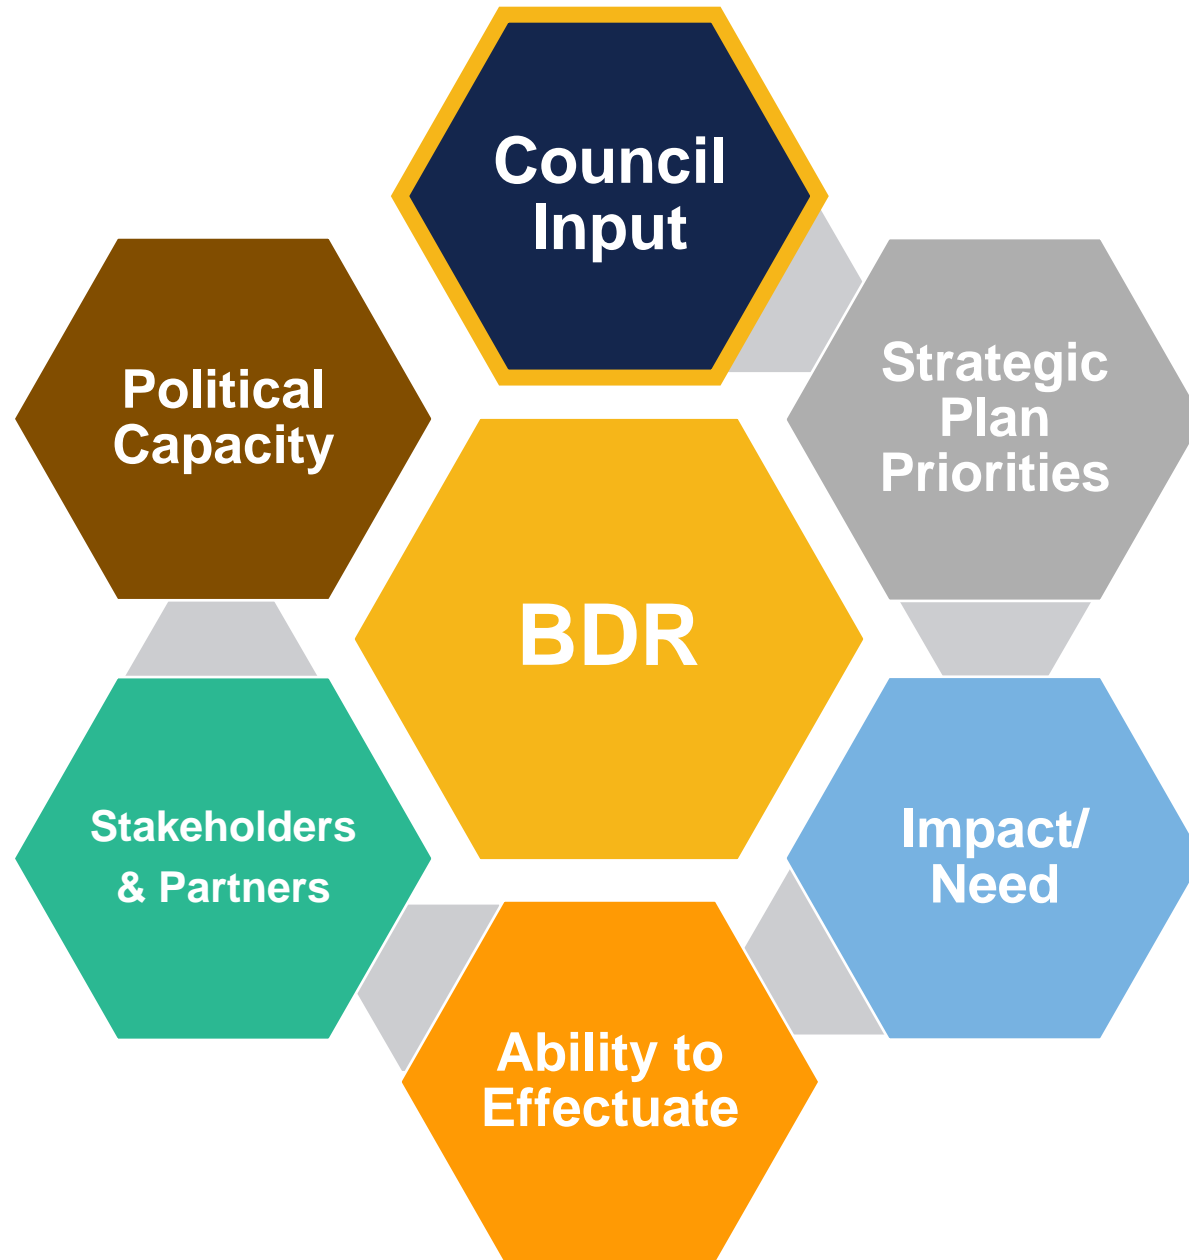 Council
Input
Strategic
Plan
Priorities
Political
Capacity
BDR
Impact/
Need
Stakeholders
& Partners
Ability to
Effectuate